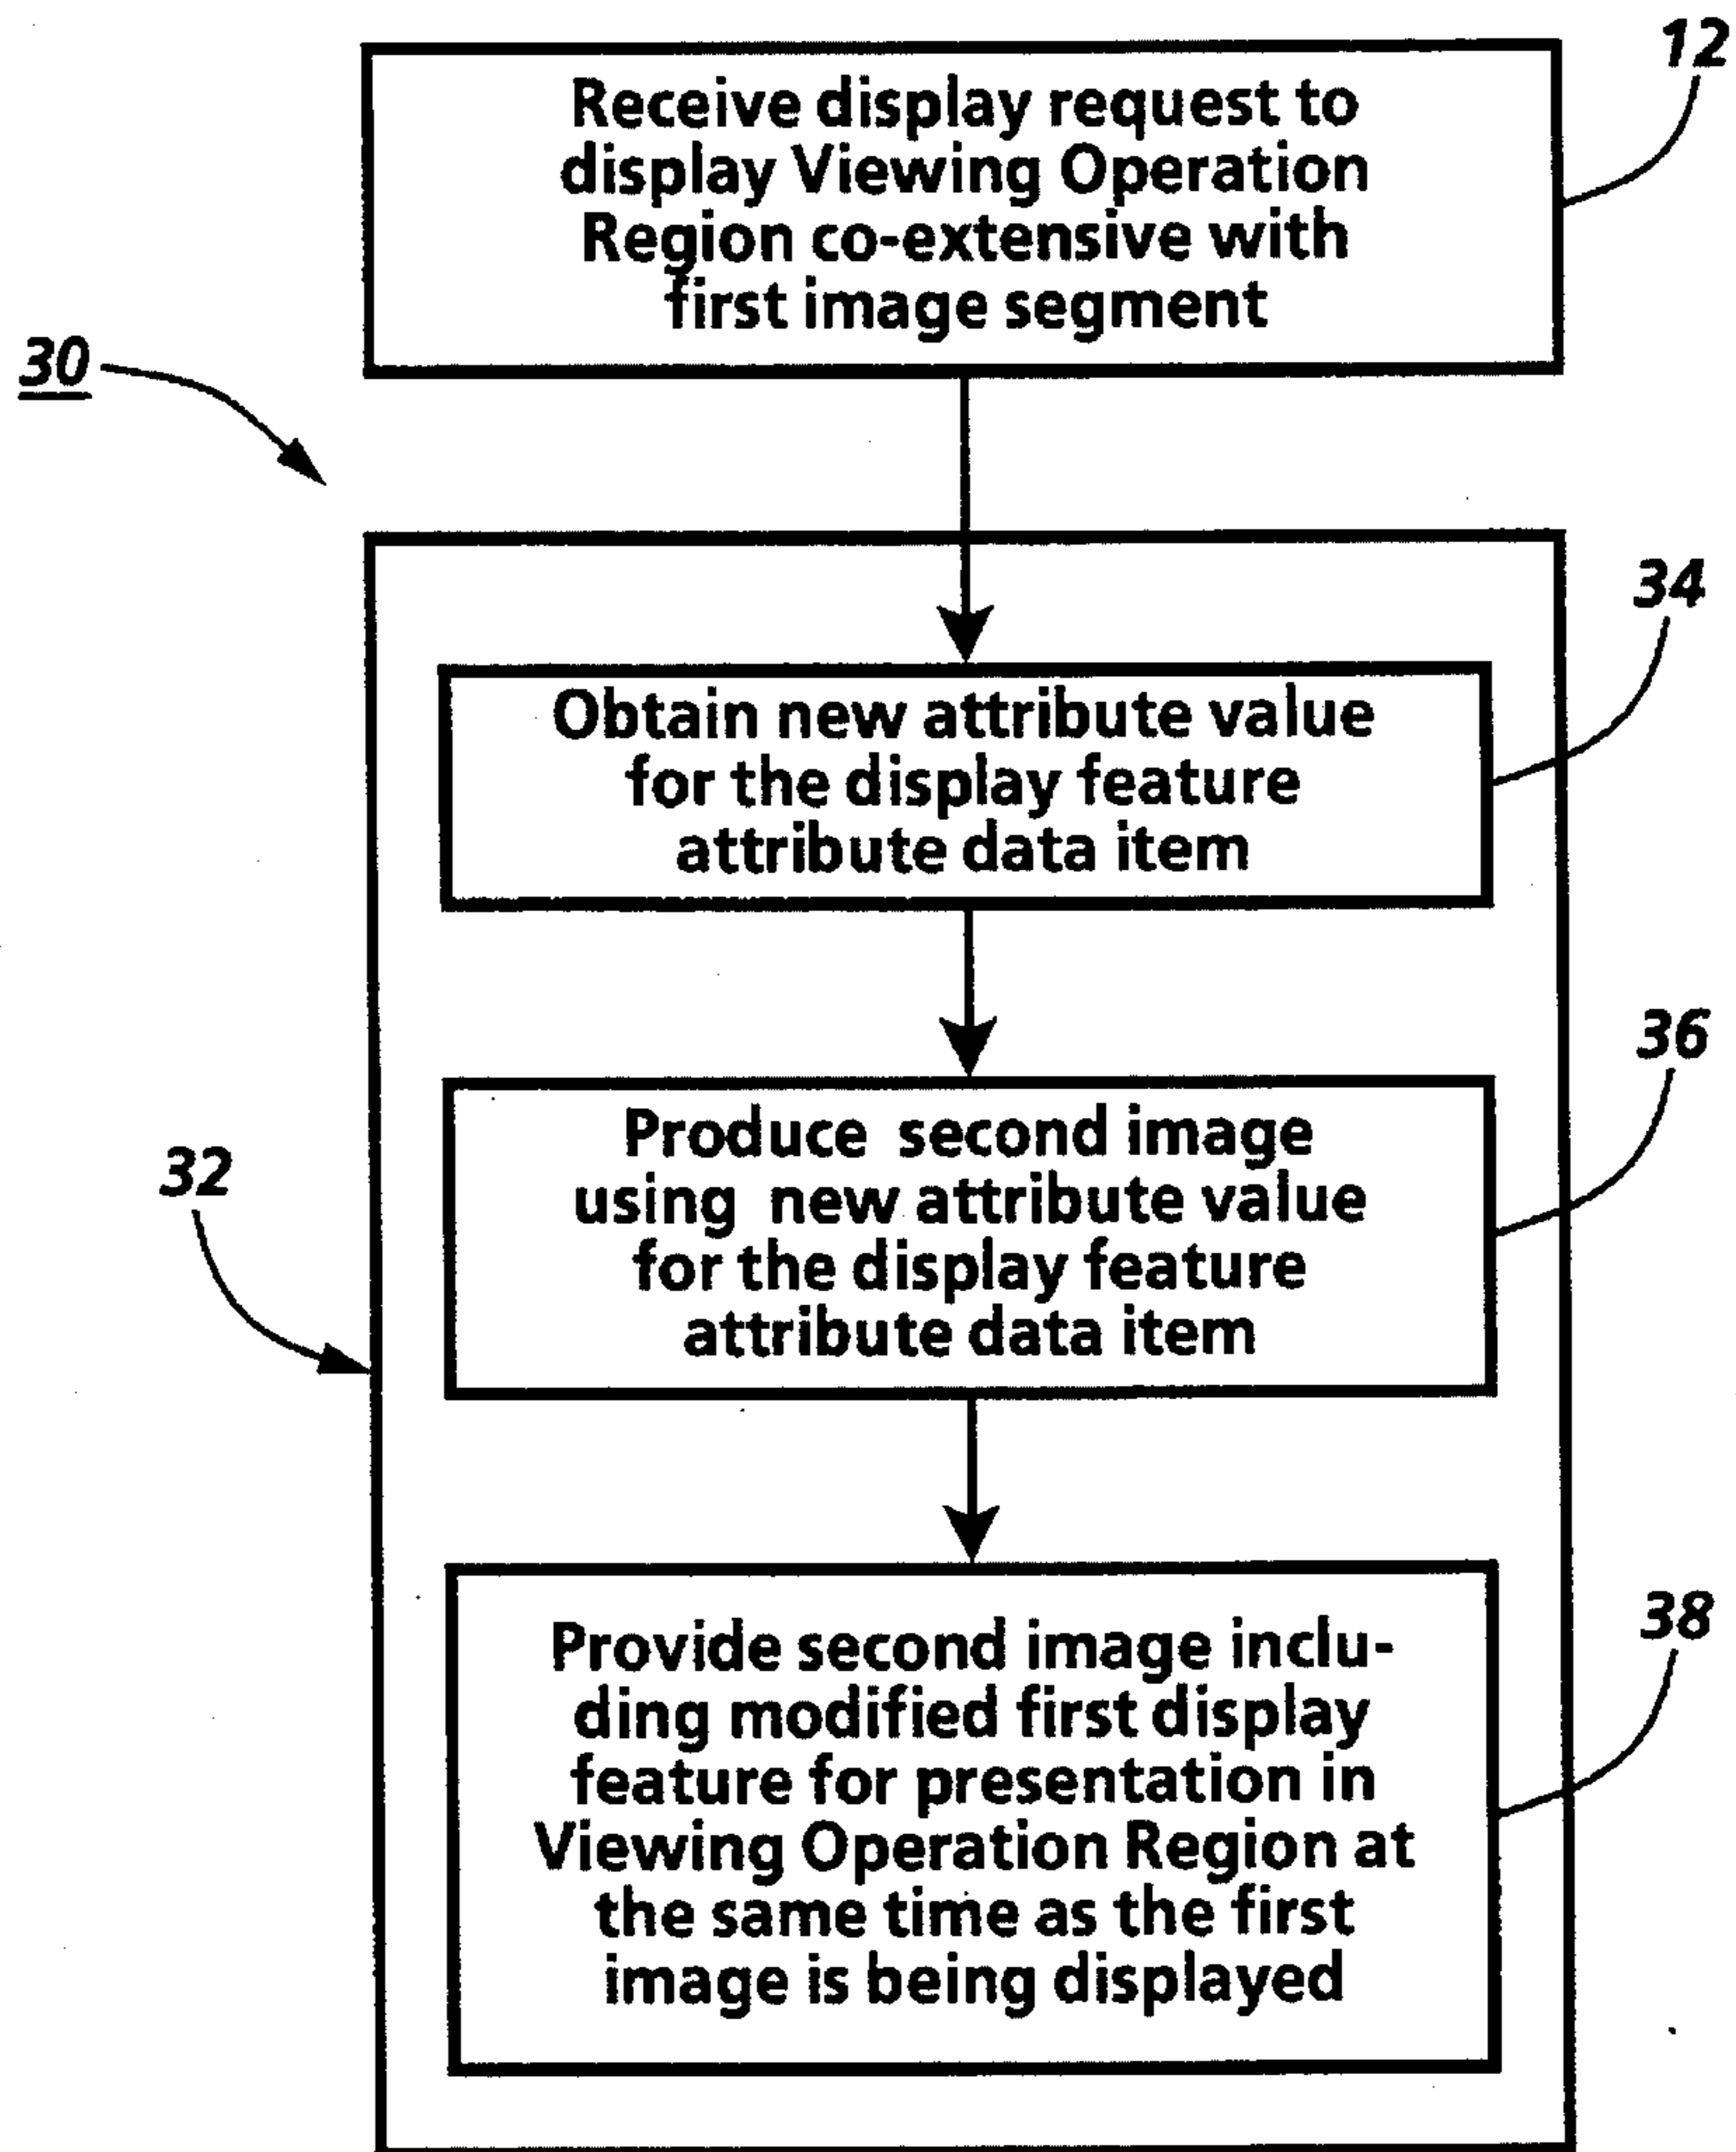 12
Receive display request to
display Viewing Operation
Region co-extensive with
first image segment
30
34
Obtain new attribute value
for the display feature
attribute data item
36
Produce second image
using new attribute value
for the display feature
attribute data item
32
38
Provide second image inclu-
ding modified first display
feature for presentation in
Viewing Operation Region at
the same time as the first
image is being displayed